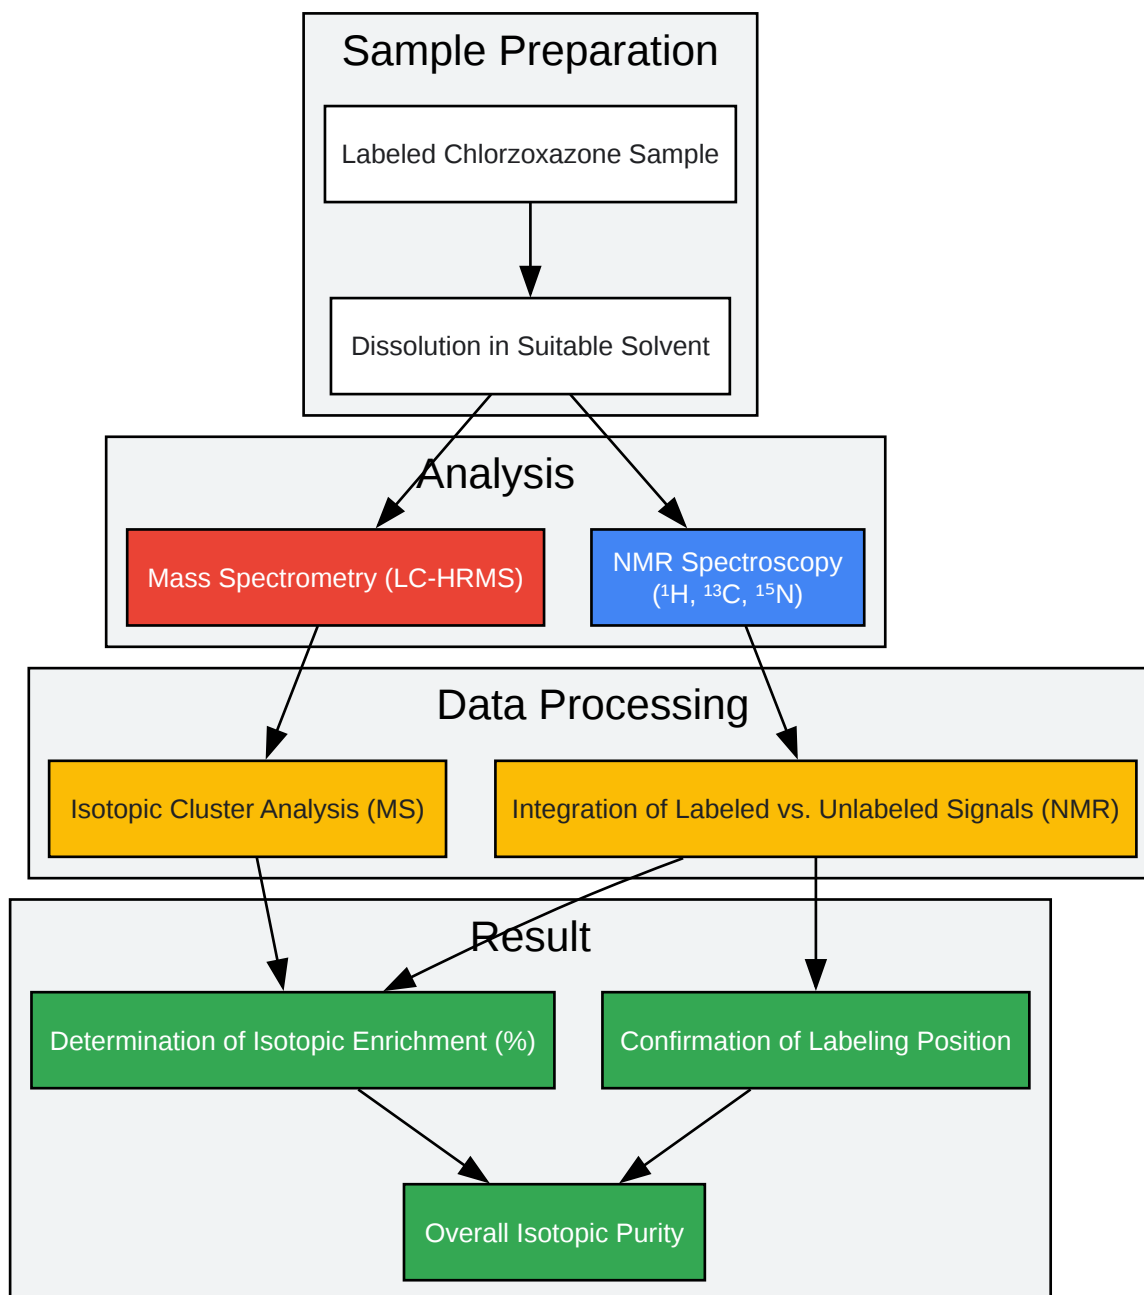 Sample Preparation
Labeled Chlorzoxazone Sample
Dissolution in Suitable Solvent
Analysis
Mass Spectrometry (LC-HRMS)
NMR Spectroscopy
(¹H, ¹³C, ¹⁵N)
Data Processing
Isotopic Cluster Analysis (MS)
Integration of Labeled vs. Unlabeled Signals (NMR)
Result
Determination of Isotopic Enrichment (%)
Confirmation of Labeling Position
Overall Isotopic Purity